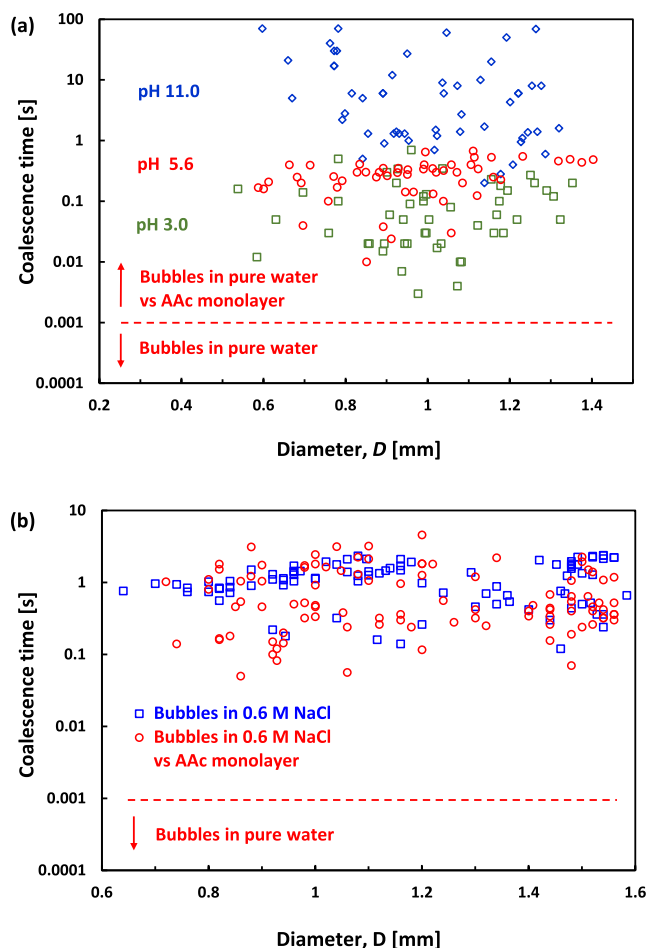 (a)
Coalescence time [s]
100
10
1
0.1
0.01
0.001
0.0001
pH 11.0
pH 5.6
pH 3.0
Bubbles in pure water
vs AAc monolayer
Bubbles in pure water
0.2 0.4 0.6 0.8 1 1.2 1.4
Diameter, D [mm]
(b)
Coalescence time [s]
10
1
0.1
0.01
0.001
0.0001
Bubbles in 0.6 M NaCl
Bubbles in 0.6 M NaCl
vs AAc monolayer
Bubbles in pure water
0.6 0.8 1 1.2 1.4 1.6
Diameter, D [mm]